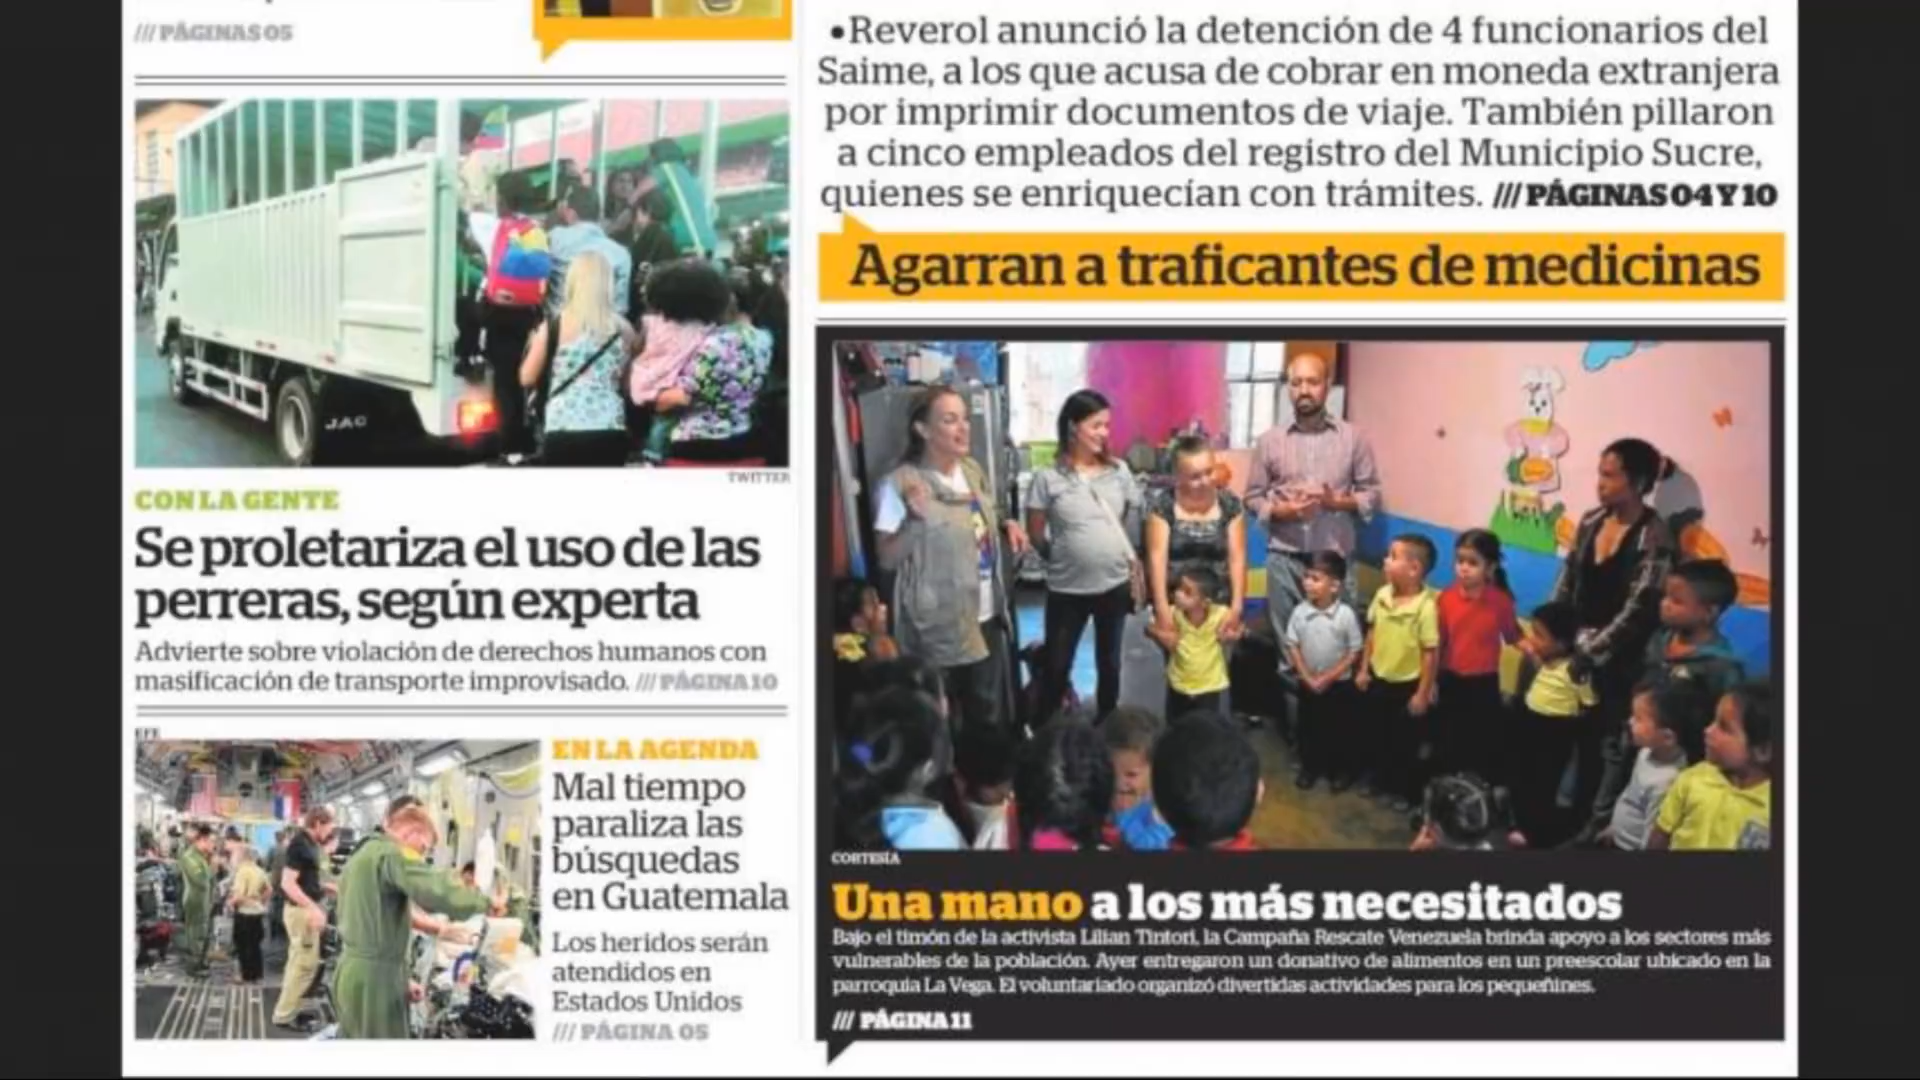 /// PÁGINAS 05
TWITTER
CON LA GENTE
Se proletariza el uso de las
perreras, según experta
Advierte sobre violación de derechos humanos con
masificación de transporte improvisado. /// PÁGINA 10
EFE
EN LA AGENDA
Mal tiempo
paraliza las
búsquedas
en Guatemala
Los heridos serán
atendidos en
Estados Unidos
/// PÁGINA 05
JAC
•Reverol anunció la detención de 4 funcionarios del
Saime, a los que acusa de cobrar en moneda extranjera
por imprimir documentos de viaje. También pillaron
a cinco empleados del registro del Municipio Sucre,
quienes se enriquecían con trámites. /// PÁGINAS 04 Y 10
Agarran a traficantes de medicinas
CORTESÍA
Una mano a los más necesitados
Bajo el timón de la activista Lilian Tintori, la Campaña Rescate Venezuela brinda apoyo a los sectores más
vulnerables de la población. Ayer entregaron un donativo de alimentos en un preescolar ubicado en la
parroquia La Vega. El voluntariado organizó divertidas actividades para los pequeñines.
/// PÁGINA 11